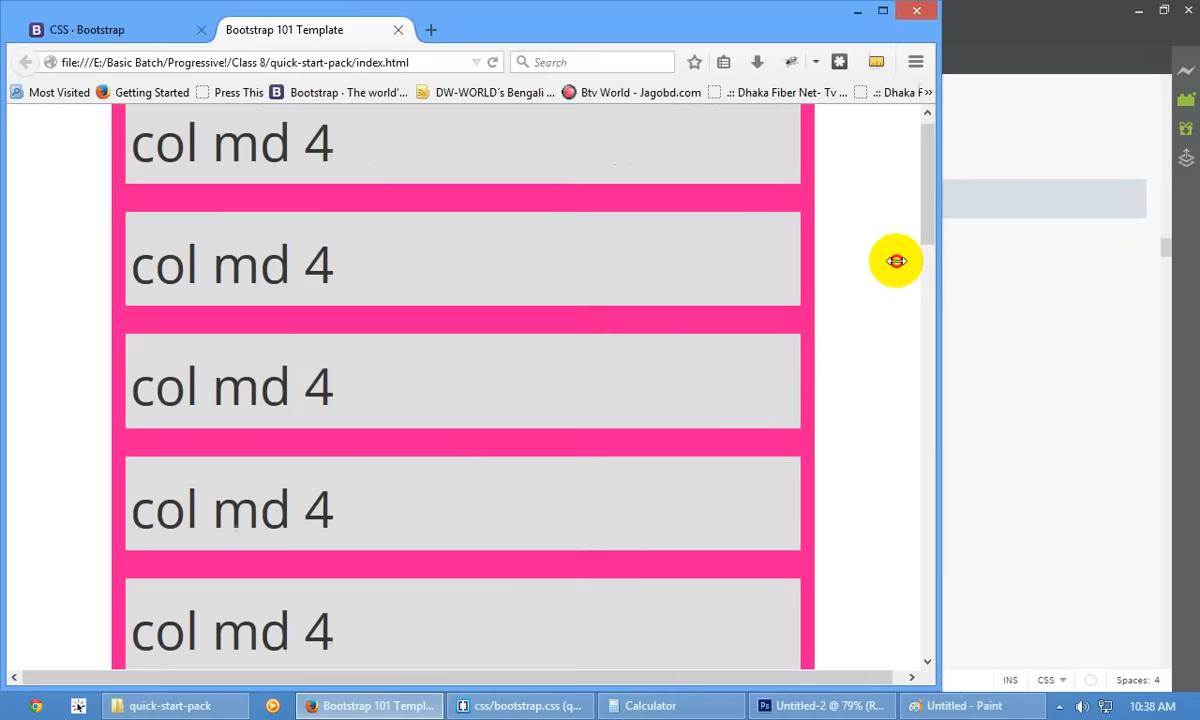 CSS · Bootstrap
Bootstrap 101 Template
file:///E:/Basic Batch/Progressive!/Class 8/quick-start-pack/index.html
Search
Most Visited
Getting Started
Press This
Bootstrap · The world'...
DW-WORLD´s Bengali ...
Btv World - Jagobd.com
.:: Dhaka Fiber Net- Tv ...
.:: Dhaka F
col md 4
col md 4
col md 4
col md 4
col md 4
INS
CSS
Spaces: 4
quick-start-pack
Bootstrap 101 Templ...
css/bootstrap.css (q...
Calculator
Untitled-2 @ 79% (R...
Untitled - Paint
10:38 AM